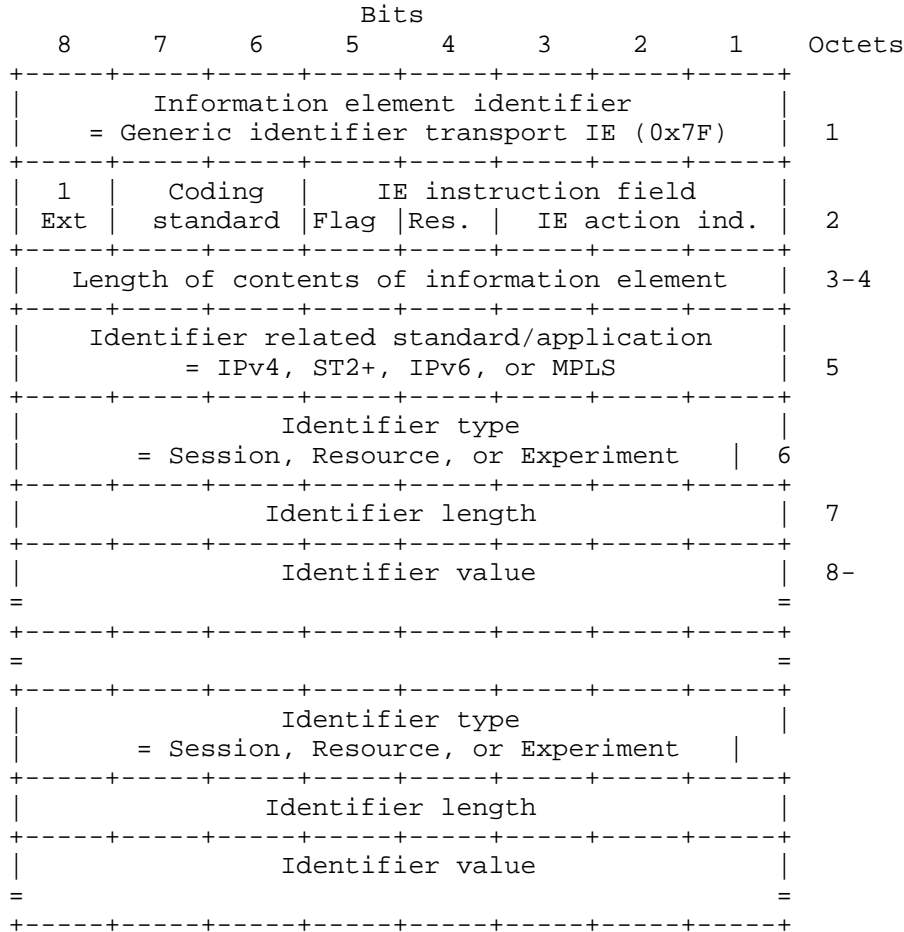 Bits
8 7 6 5 4 3 2 1 Octets
+-----+-----+-----+-----+-----+-----+-----+-----+
| Information element identifier |
| = Generic identifier transport IE (0x7F) | 1
+-----+-----+-----+-----+-----+-----+-----+-----+
| 1 | Coding | IE instruction field |
| Ext | standard |Flag |Res. | IE action ind. | 2
+-----+-----+-----+-----+-----+-----+-----+-----+
| Length of contents of information element | 3-4
+-----+-----+-----+-----+-----+-----+-----+-----+
| Identifier related standard/application |
| = IPv4, ST2+, IPv6, or MPLS | 5
+-----+-----+-----+-----+-----+-----+-----+-----+
| Identifier type |
| = Session, Resource, or Experiment | 6
+-----+-----+-----+-----+-----+-----+-----+-----+
| Identifier length | 7
+-----+-----+-----+-----+-----+-----+-----+-----+
| Identifier value | 8-
= =
+-----+-----+-----+-----+-----+-----+-----+-----+
= =
+-----+-----+-----+-----+-----+-----+-----+-----+
| Identifier type |
| = Session, Resource, or Experiment |
+-----+-----+-----+-----+-----+-----+-----+-----+
| Identifier length |
+-----+-----+-----+-----+-----+-----+-----+-----+
| Identifier value |
= =
+-----+-----+-----+-----+-----+-----+-----+-----+